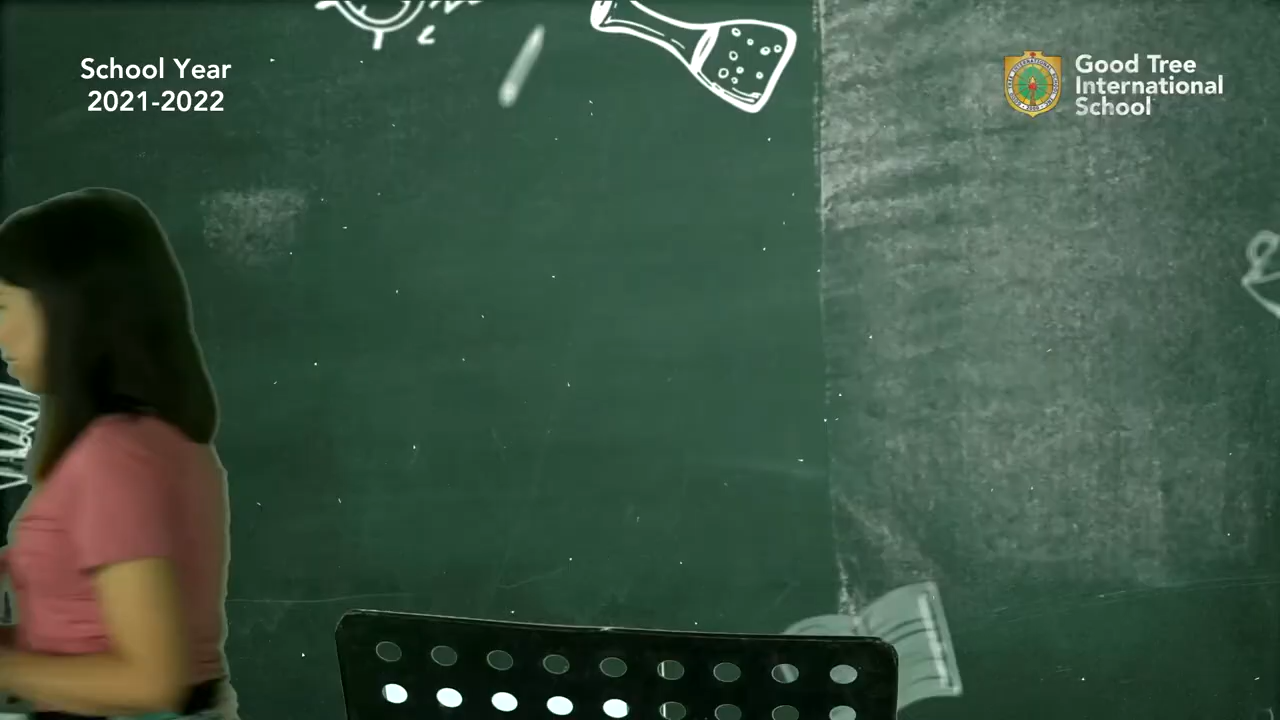 School Year
2021-2022
Good Tree
International
School